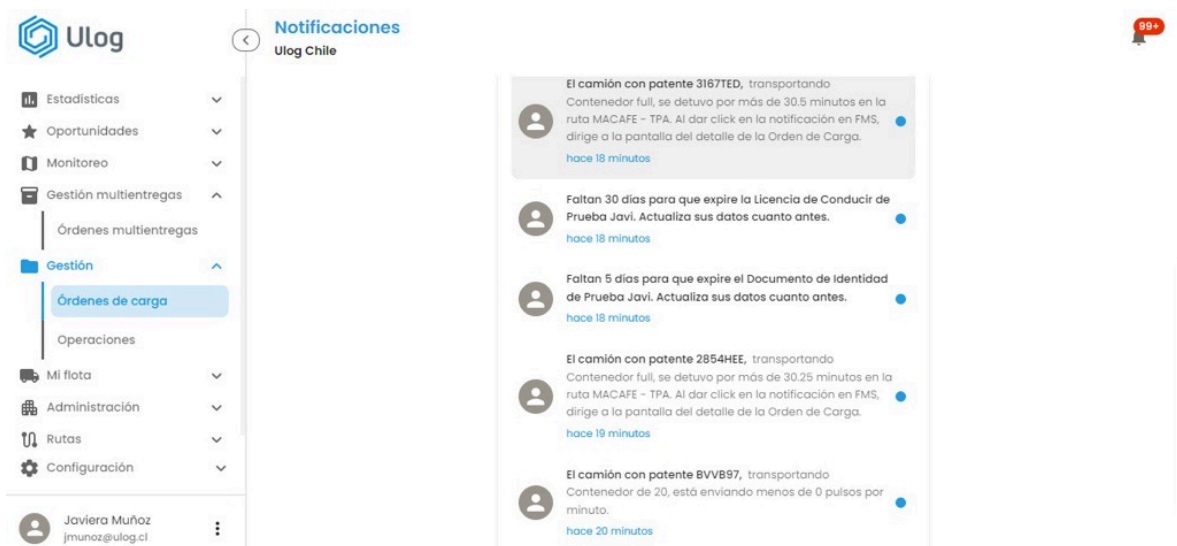 Ulog
Notificaciones
Ulog Chile
99+
Estadísticas
Oportunidades
Monitoreo
Gestión multientregas
Órdenes multientregas
Gestión
Órdenes de carga
Operaciones
Mi flota
Administración
Rutas
Configuración
Javiera Muñoz
jmunoz@ulog.cl
El camión con patente 3167TED, transportando
Contenedor full, se detuvo por más de 30.5 minutos en la
ruta MACAFE - TPA. Al dar click en la notificación en FMS,
dirige a la pantalla del detalle de la Orden de Carga.
hace 18 minutos
Faltan 30 días para que expire la Licencia de Conducir de
Prueba Javi. Actualiza sus datos cuanto antes.
hace 18 minutos
Faltan 5 días para que expire el Documento de Identidad
de Prueba Javi. Actualiza sus datos cuanto antes.
hace 18 minutos
El camión con patente 2854HEE, transportando
Contenedor full, se detuvo por más de 30.25 minutos en la
ruta MACAFE - TPA. Al dar click en la notificación en FMS,
dirige a la pantalla del detalle de la Orden de Carga.
hace 19 minutos
El camión con patente BVVB97, transportando
Contenedor de 20, está enviando menos de 0 pulsos por
minuto.
hace 20 minutos